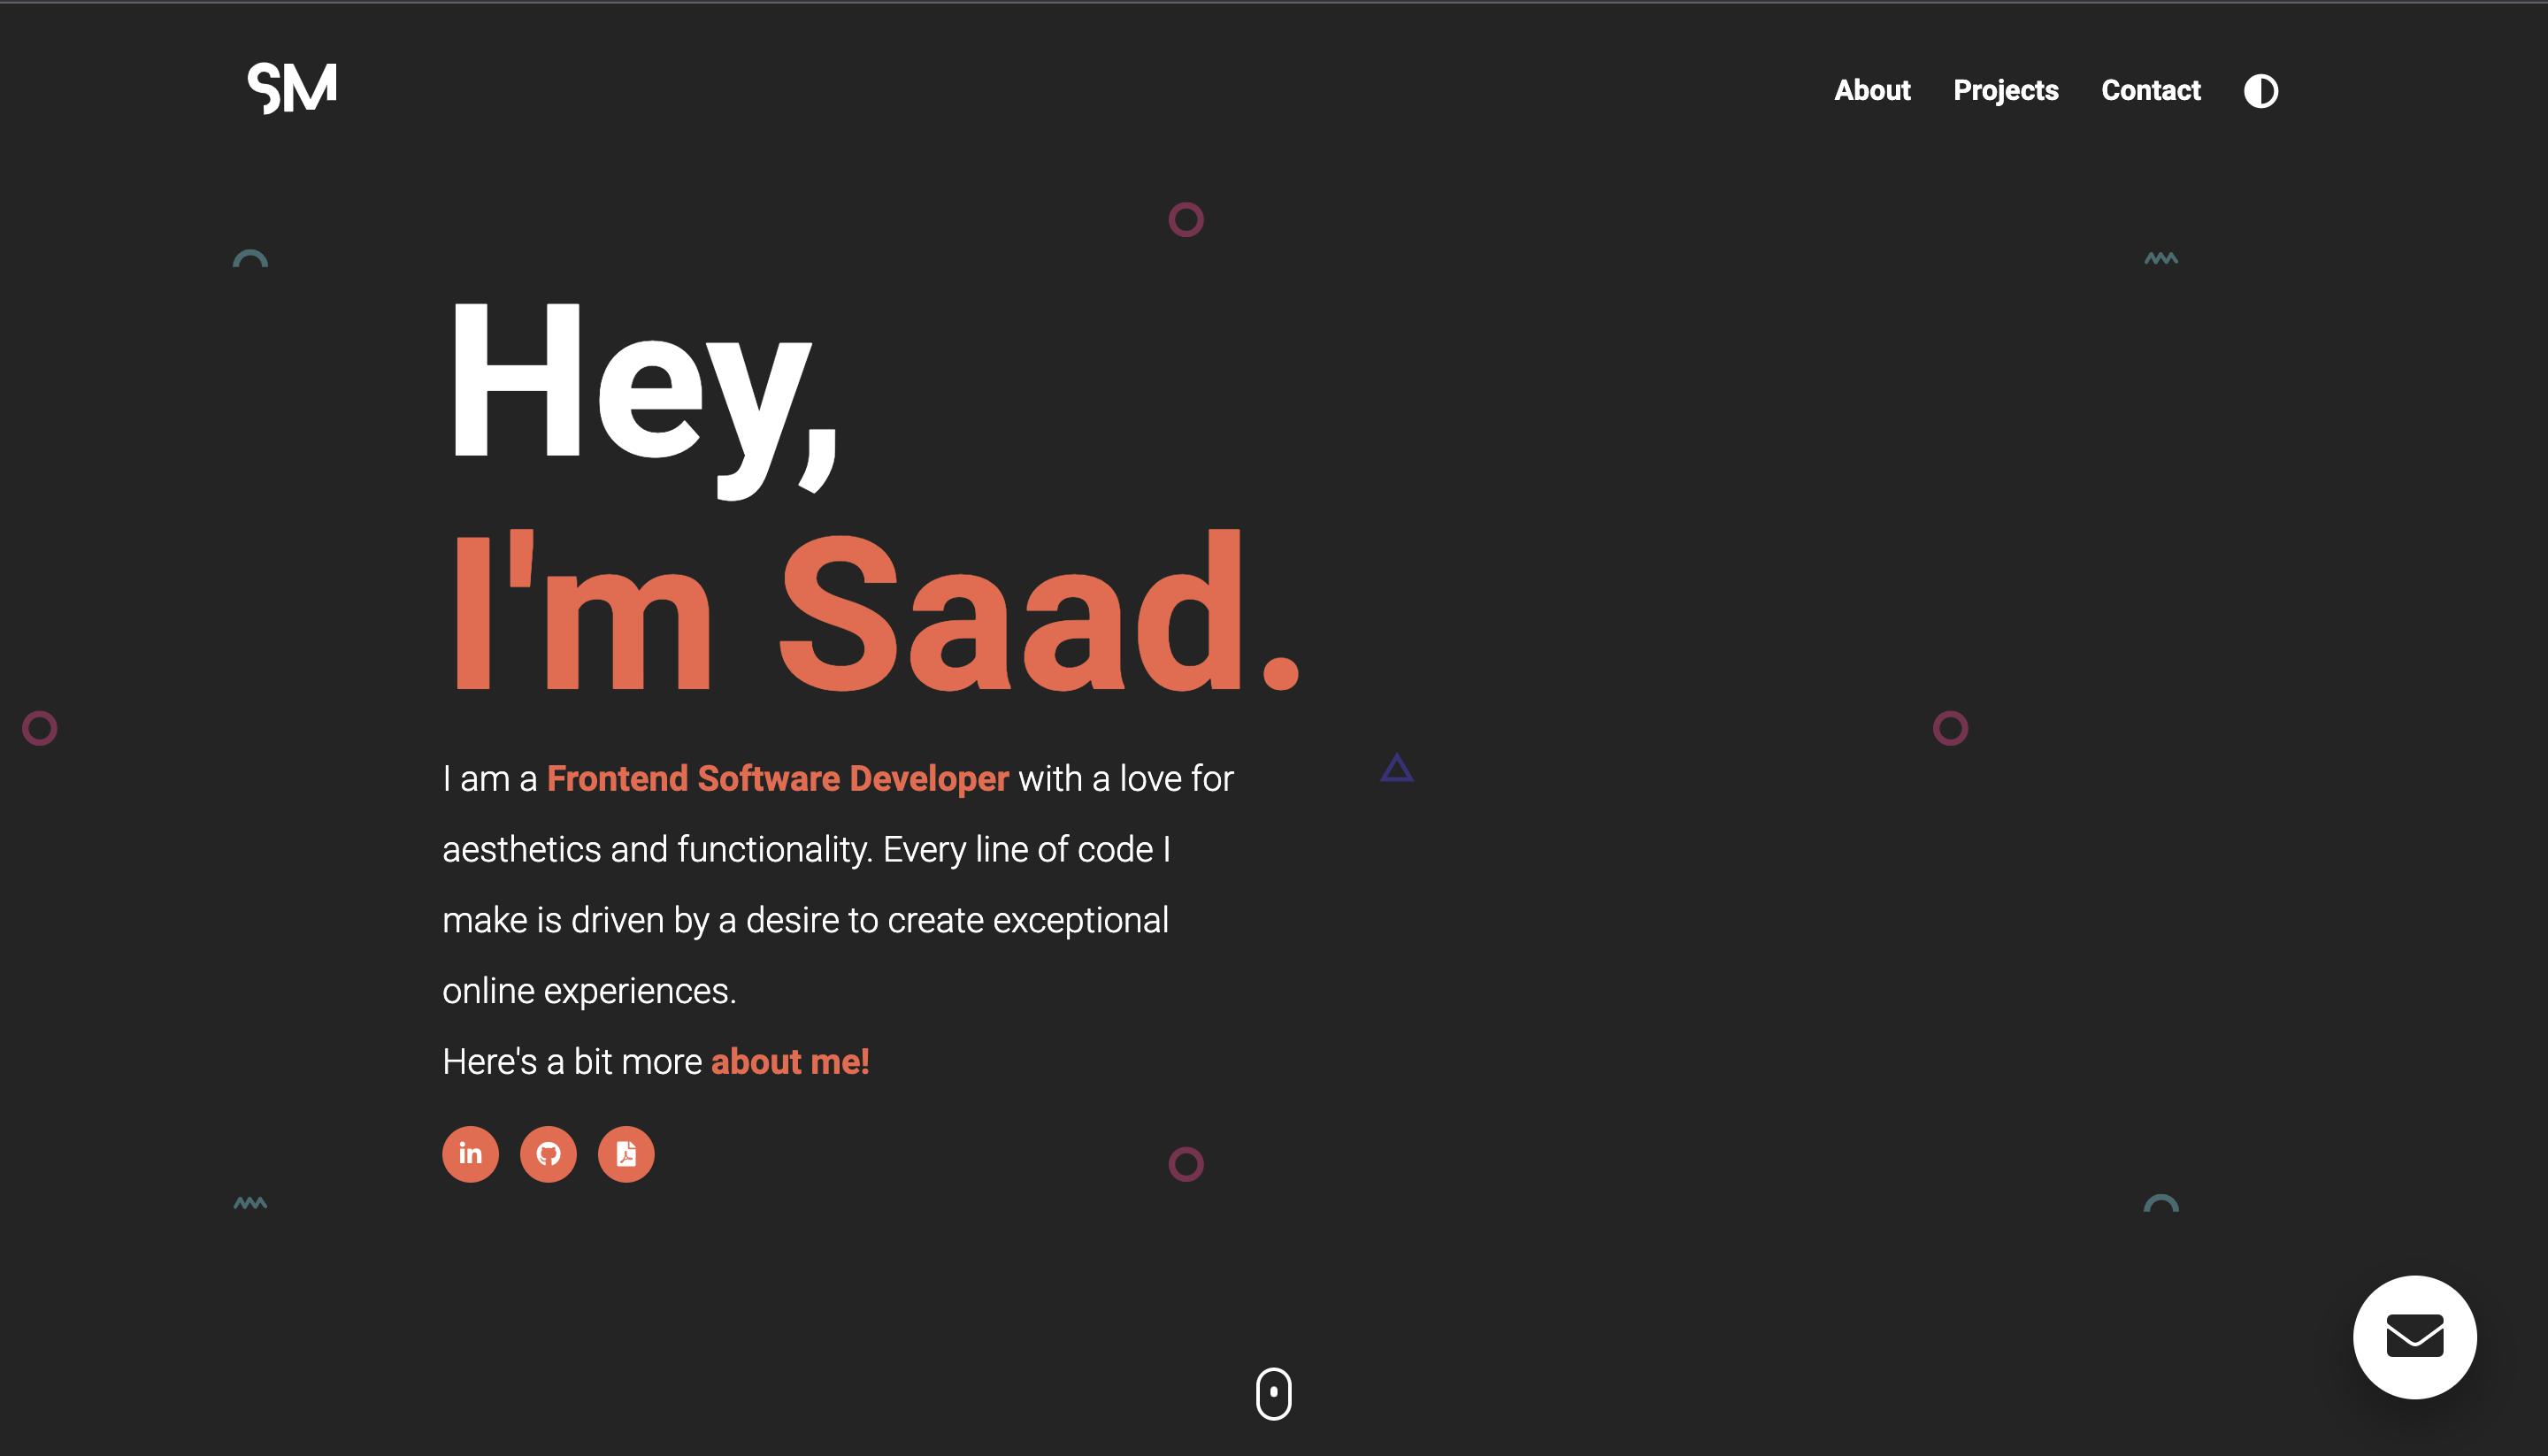 SM
About Projects Contact
Hey,
I'm Saad.
I am a Frontend Software Developer with a love for
aesthetics and functionality. Every line of code I
make is driven by a desire to create exceptional
online experiences.
Here's a bit more about me!
in